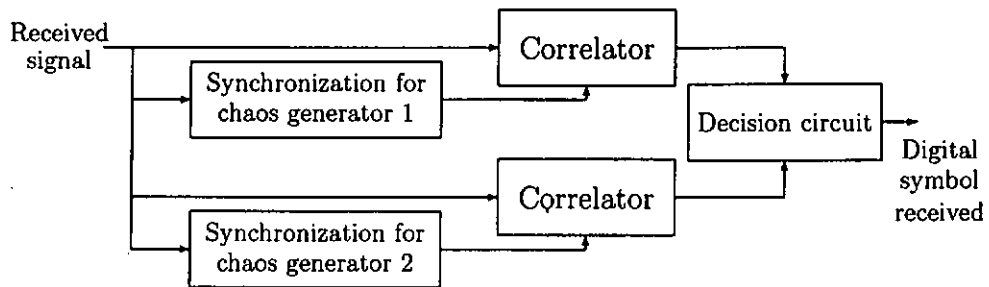 Received
signal
Correlator
Synchronization for
chaos generator 1
Decision circuit
Digital
symbol
received
Correlator
Synchronization for
chaos generator 2